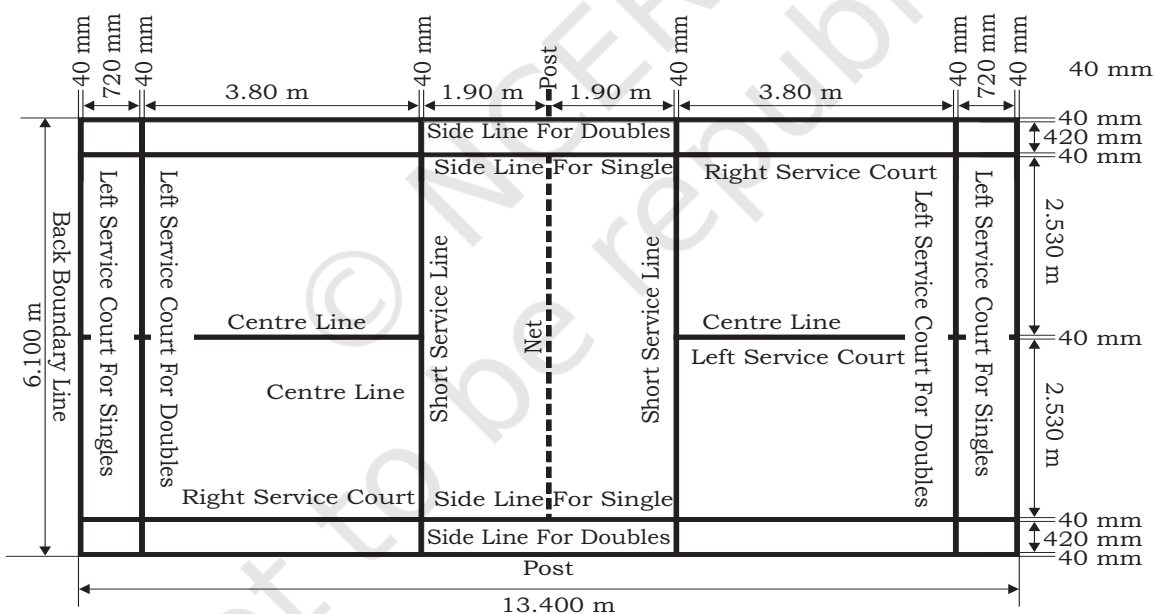 40 mm
720 mm
40 mm
40 mm
Post
40 mm
40 mm
720 mm
40 mm
40 mm
3.80 m
1.90 m
1.90 m
3.80 m
40 mm
420 mm
40 mm
Side Line For Doubles
Side Line For Single
Right Service Court
Back Boundary Line
6.100 m
Left Service Court For Singles
Left Service Court For Doubles
Short Service Line
Net
Short Service Line
Left Service Court For Doubles
Left Service Court For Singles
2.530 m
Centre Line
Centre Line
40 mm
Left Service Court
Centre Line
2.530 m
Right Service Court
Side Line For Single
40 mm
Side Line For Doubles
420 mm
40 mm
Post
13.400 m
© NCER
not to be republi